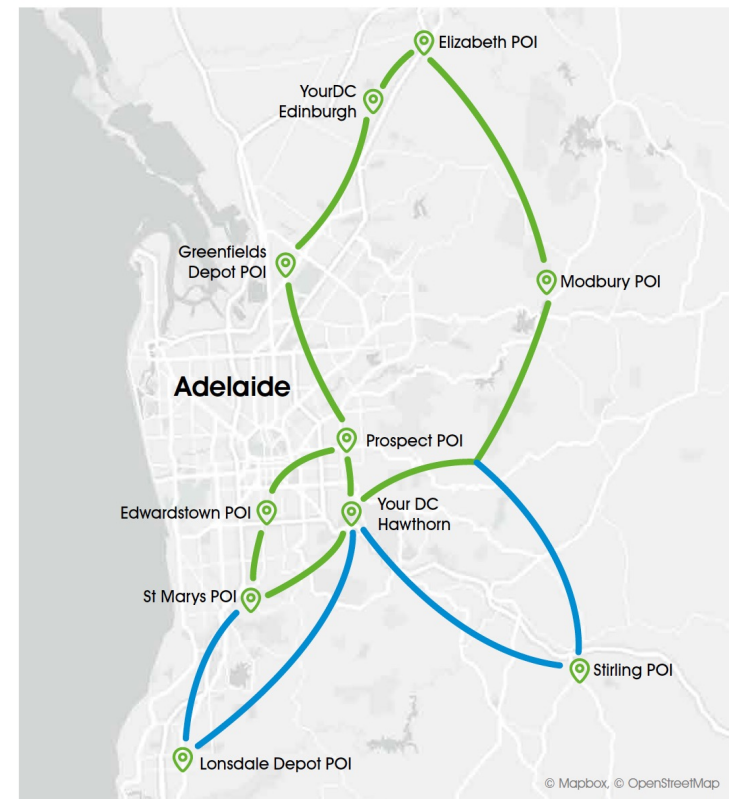 Elizabeth POI
YourDC
Edinburgh
Greenfields
Depot POI
Modbury POI
Adelaide
Prospect POI
Edwardstown POI
Your DC
Hawthorn
St Marys POI
Stirling POI
Lonsdale Depot POI
© Mapbox, © OpenStreetMap